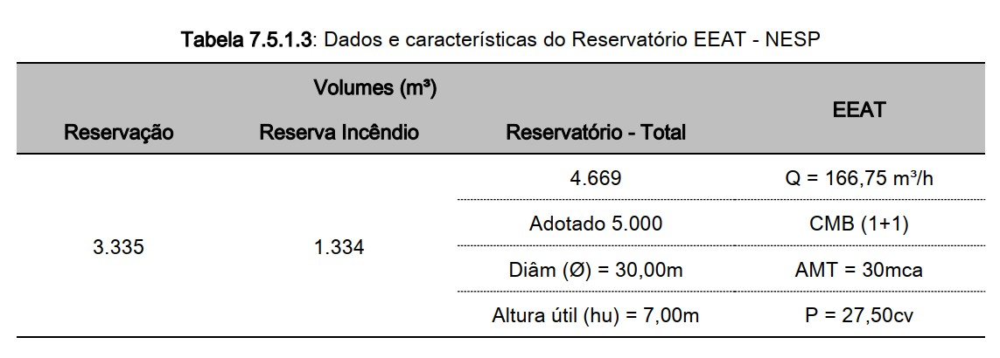 Tabela 7.5.1.3: Dados e características do Reservatório EEAT - NESP
Volumes (m³)
EEAT
Reservação Reserva Incêndio Reservatório - Total
4.669 Q = 166,75 m³/h
Adotado 5.000 CMB (1+1)
3.335 1.334
Diâm (Ø) = 30,00m AMT = 30mca
Altura útil (hu) = 7,00m P = 27,50cv